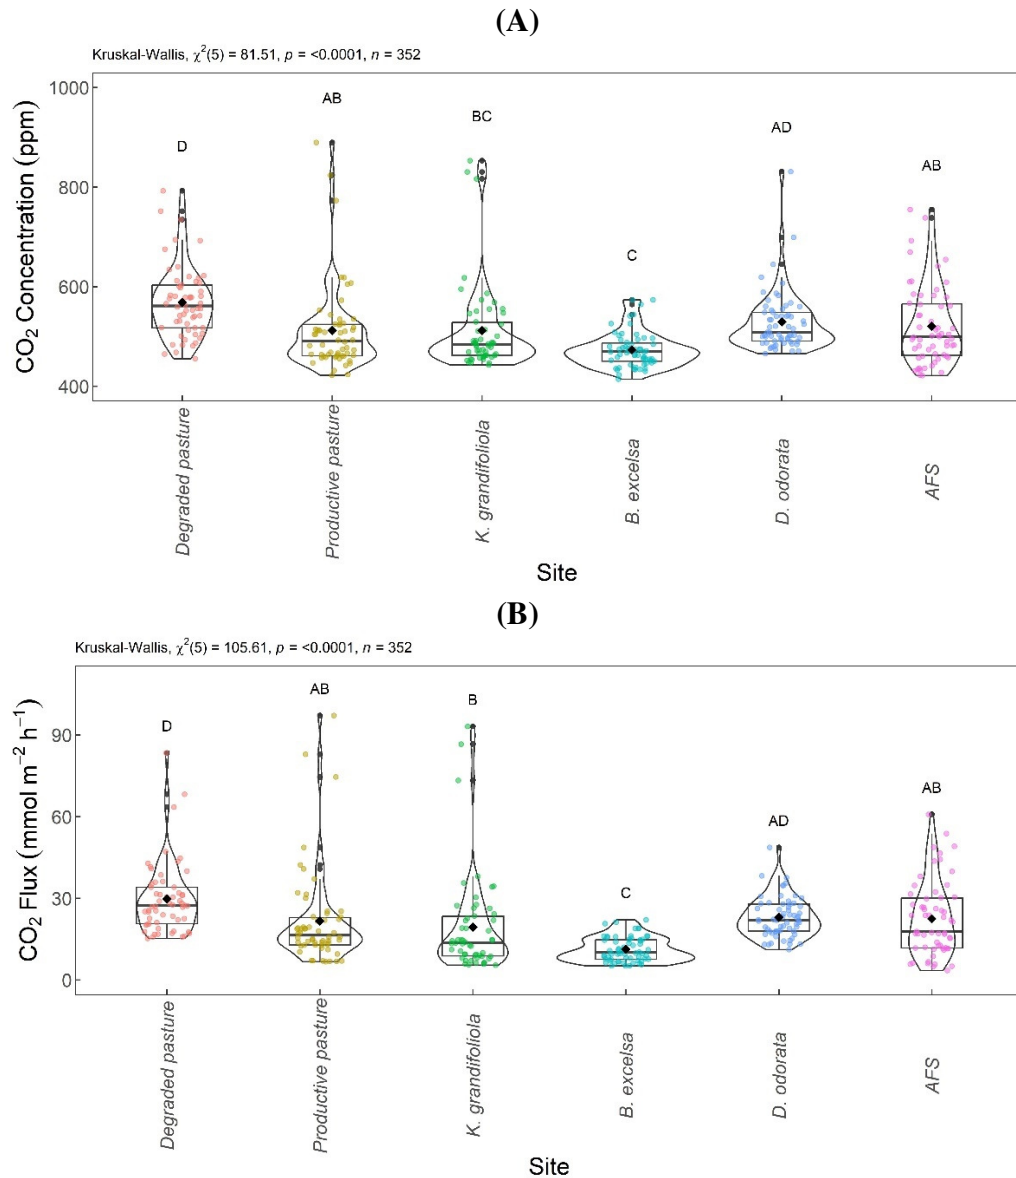 (A)
Kruskal-Wallis, χ²(5) = 81.51, p = <0.0001, n = 352
CO₂ Concentration (ppm)
1000
800
600
400
D
AB
BC
C
AD
AB
Degraded pasture
Productive pasture
K. grandifoliola
B. excelsa
D. odorata
AFS
Site
(B)
Kruskal-Wallis, χ²(5) = 105.61, p = <0.0001, n = 352
CO₂ Flux (mmol m⁻² h⁻¹)
90
60
30
0
D
AB
B
C
AD
AB
Degraded pasture
Productive pasture
K. grandifoliola
B. excelsa
D. odorata
AFS
Site